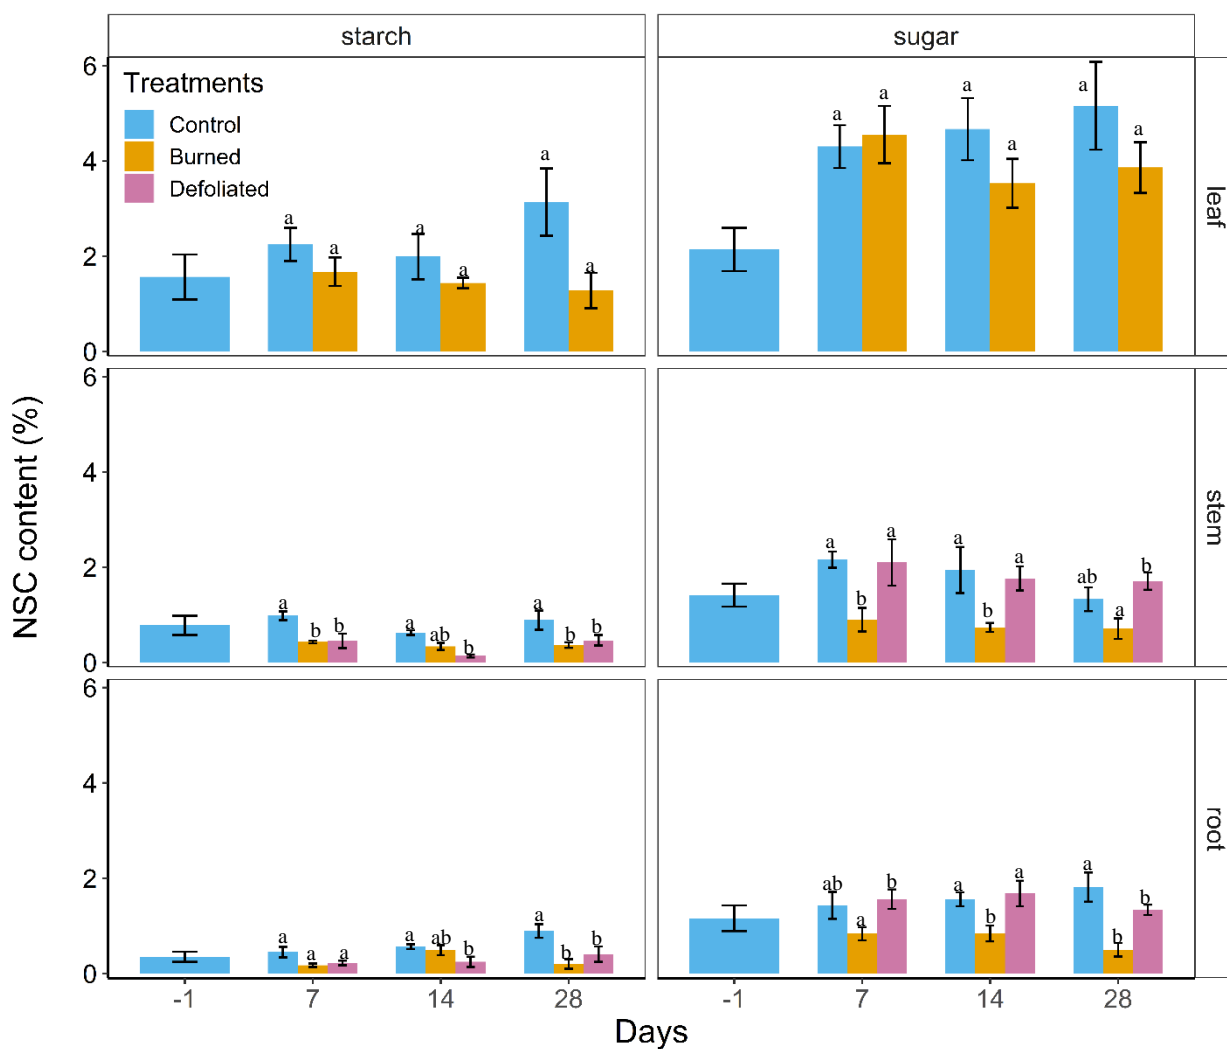 starch
sugar
Treatments
Control
Burned
Defoliated
6
4
2
0
a
a
a
a
a
a
a
a
a
a
a
a
leaf
NSC content (%)
6
4
2
0
a
b
b
a
ab
b
a
b
b
a
b
a
a
b
a
ab
a
b
stem
6
4
2
0
a
a
a
a
ab
b
a
b
b
ab
a
b
a
b
a
a
b
b
root
-1
7
14
28
-1
7
14
28
Days